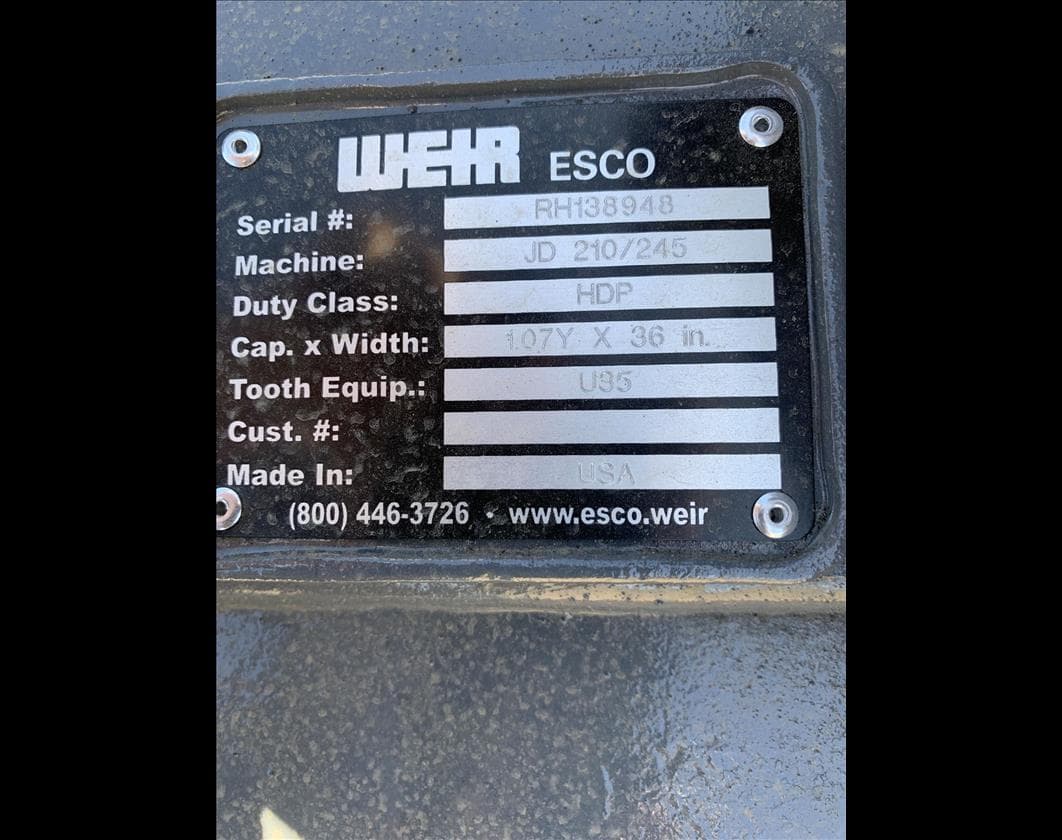 WEIR ESCO
Serial #: RH138948
Machine: JD 210/245
Duty Class: HDP
Cap. x Width: 1.07Y X 36 in.
Tooth Equip.: U35
Cust. #:
Made In: USA
(800) 446-3726 • www.esco.weir